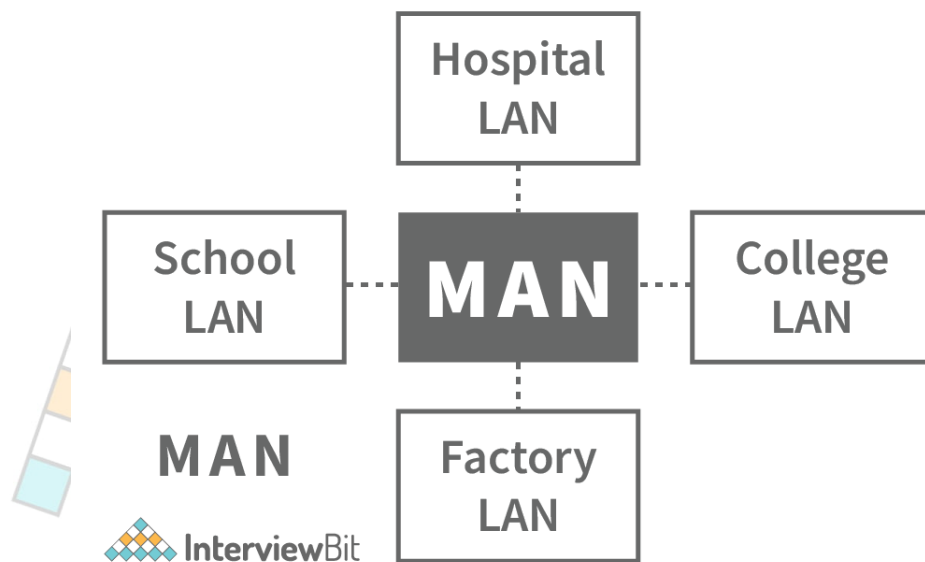 Hospital
LAN
School
LAN
MAN
College
LAN
Factory
LAN
MAN
InterviewBit